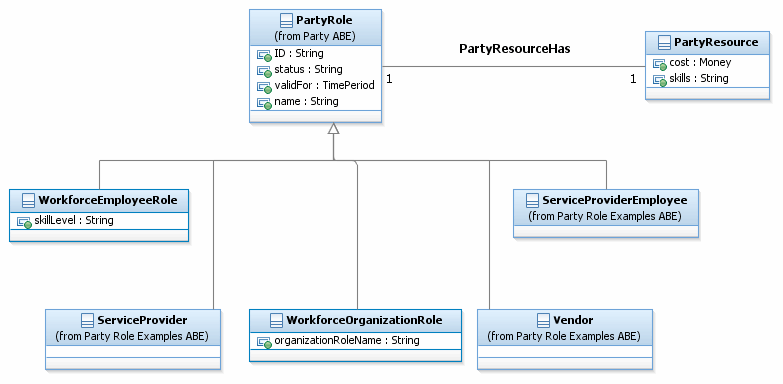 PartyRole
(from Party ABE)
ID : String
status : String
validFor : TimePeriod
name : String
PartyResourceHas
1
1
PartyResource
cost : Money
skills : String
WorkforceEmployeeRole
skillLevel : String
ServiceProviderEmployee
(from Party Role Examples ABE)
ServiceProvider
(from Party Role Examples ABE)
WorkforceOrganizationRole
organizationRoleName : String
Vendor
(from Party Role Examples ABE)